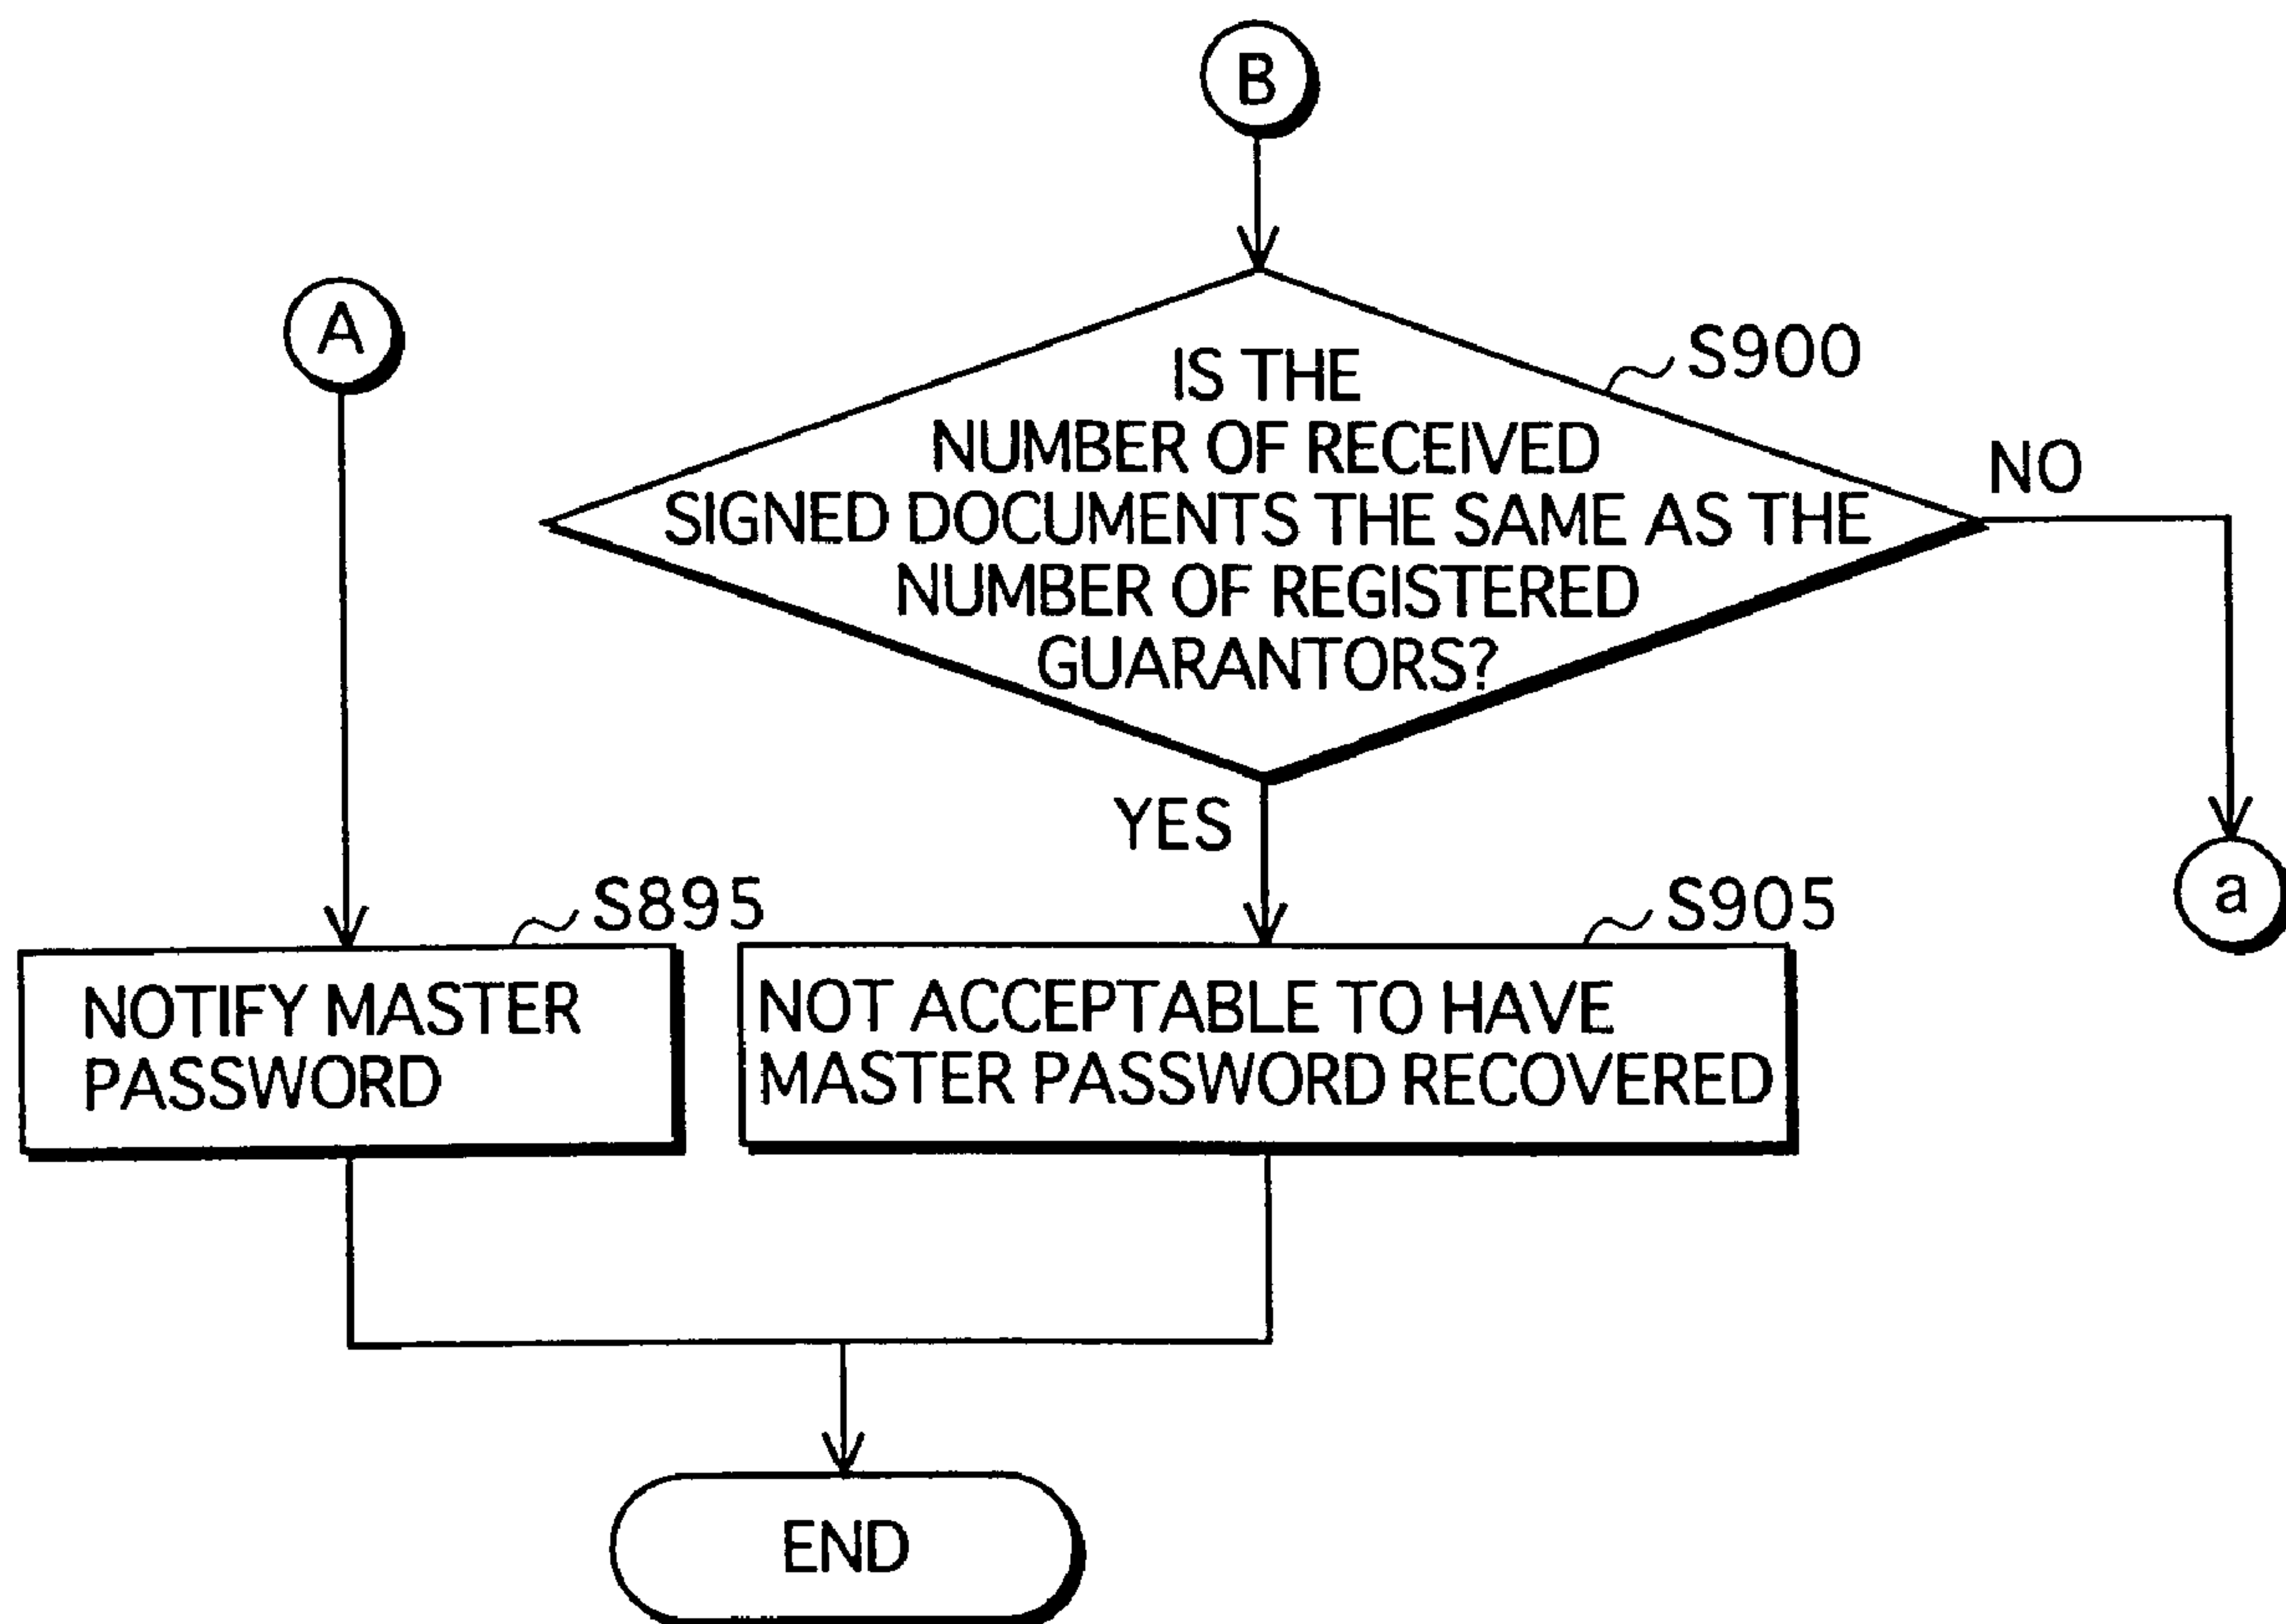 B
A
S900
IS THE
NUMBER OF RECEIVED
SIGNED DOCUMENTS THE SAME AS THE
NUMBER OF REGISTERED
GUARANTORS?
NO
YES
a
S895
NOTIFY MASTER
PASSWORD
S905
NOT ACCEPTABLE TO HAVE
MASTER PASSWORD RECOVERED
END